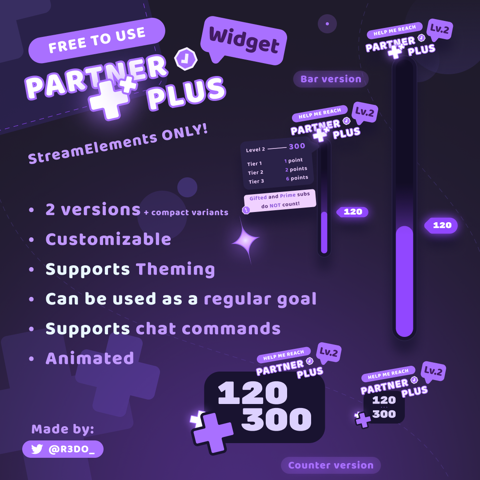 FREE TO USE
PARTNER
PLUS
Widget
StreamElements ONLY!
• 2 versions + compact variants
• Customizable
• Supports Theming
• Can be used as a regular goal
• Supports chat commands
• Animated
Made by:
@R3DO_
HELP ME REACH
PARTNER
PLUS
Lv.2
Bar version
120
HELP ME REACH
PARTNER
PLUS
Lv.2
Level 2 300
Tier 1 1 point
Tier 2 2 points
Tier 3 6 points
Gifted and Prime subs
do NOT count!
120
HELP ME REACH
PARTNER
PLUS
Lv.2
120
300
HELP ME REACH
PARTNER
PLUS
Lv.2
120
300
Counter version